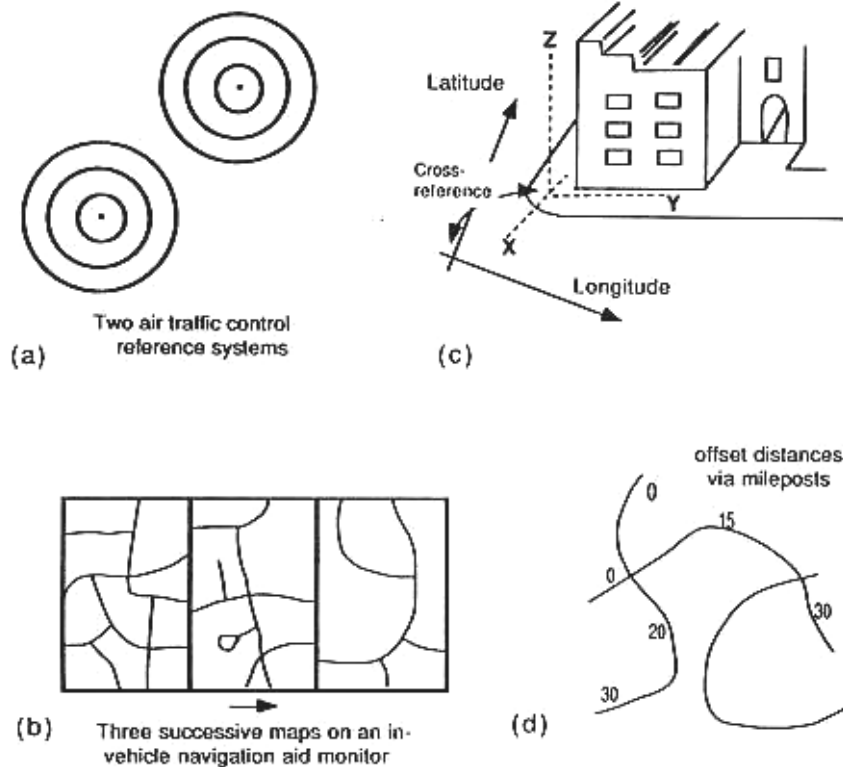 Two air traffic control
reference systems
(a)
Z
Latitude
Cross-
reference
Y
X
Longitude
(c)
Three successive maps on an in-
vehicle navigation aid monitor
(b)
offset distances
via mileposts
0
15
0
20
30
30
(d)